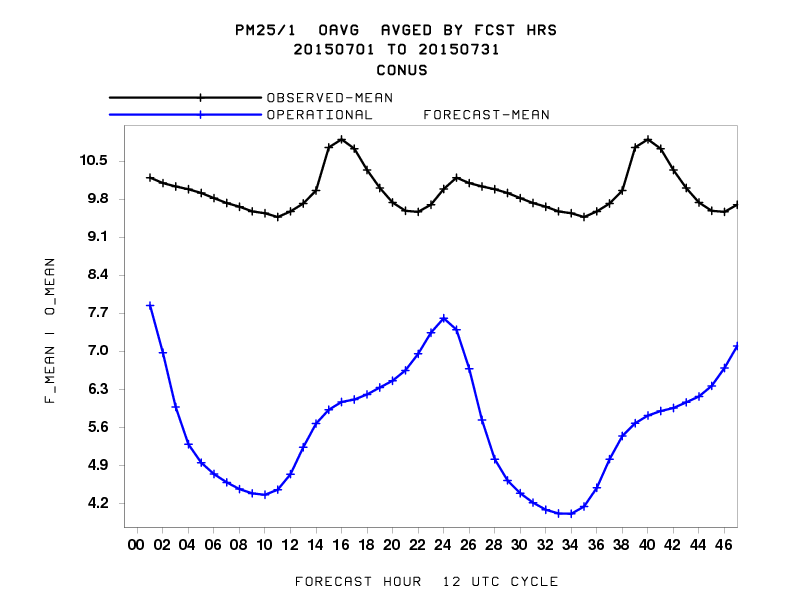 PM25/1 OAVG AVGED BY FCST HRS
20150701 TO 20150731
CONUS
OBSERVED-MEAN
OPERATIONAL FORECAST-MEAN
10.5
9.8
9.1
8.4
7.7
7.0
6.3
5.6
4.9
4.2
F_MEAN | O_MEAN
00 02 04 06 08 10 12 14 16 18 20 22 24 26 28 30 32 34 36 38 40 42 44 46
FORECAST HOUR 12 UTC CYCLE